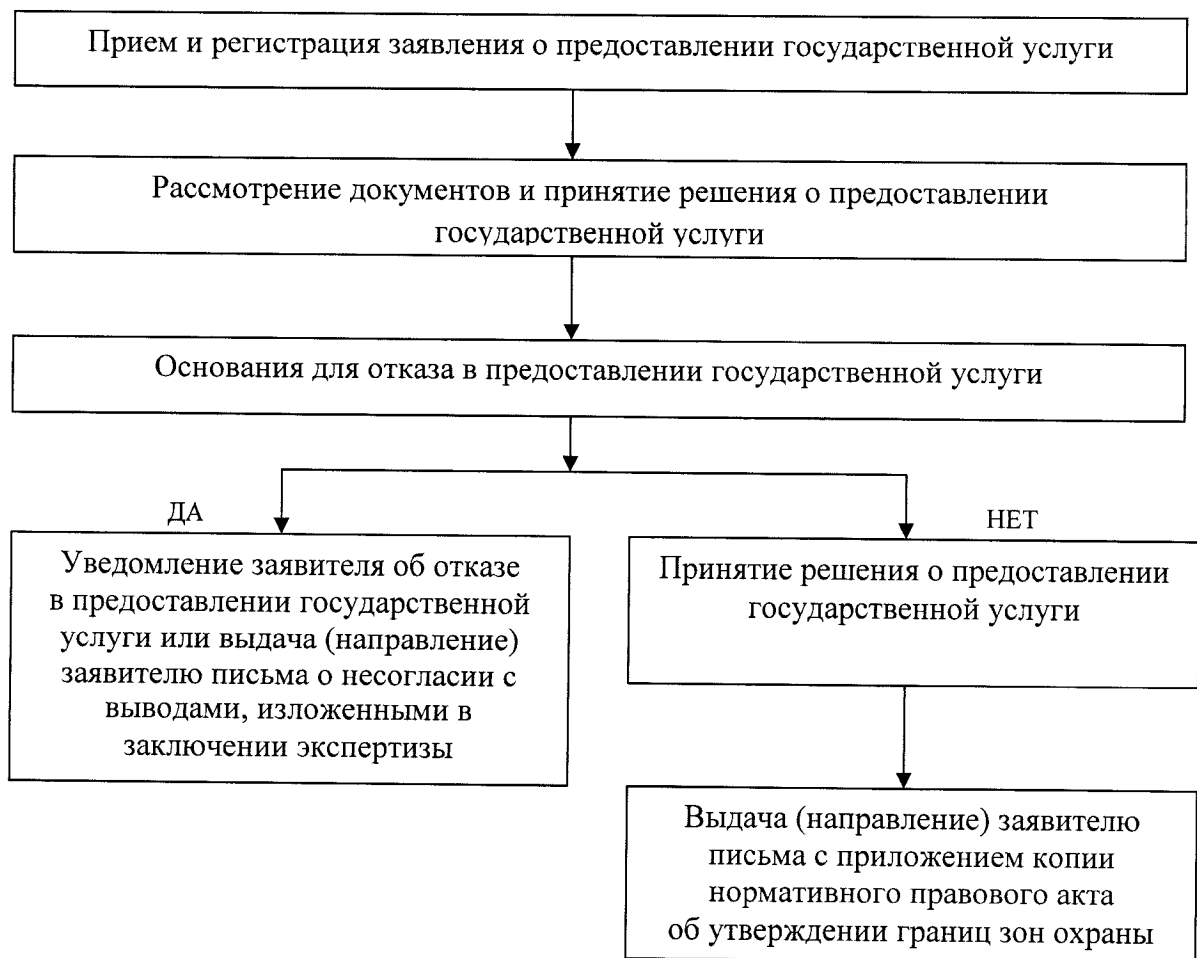 Прием и регистрация заявления о предоставлении государственной услуги
Рассмотрение документов и принятие решения о предоставлении
государственной услуги
Основания для отказа в предоставлении государственной услуги
ДА
НЕТ
Уведомление заявителя об отказе
в предоставлении государственной
услуги или выдача (направление)
заявителю письма о несогласии с
выводами, изложенными в
заключении экспертизы
Принятие решения о предоставлении
государственной услуги
Выдача (направление) заявителю
письма с приложением копии
нормативного правового акта
об утверждении границ зон охраны